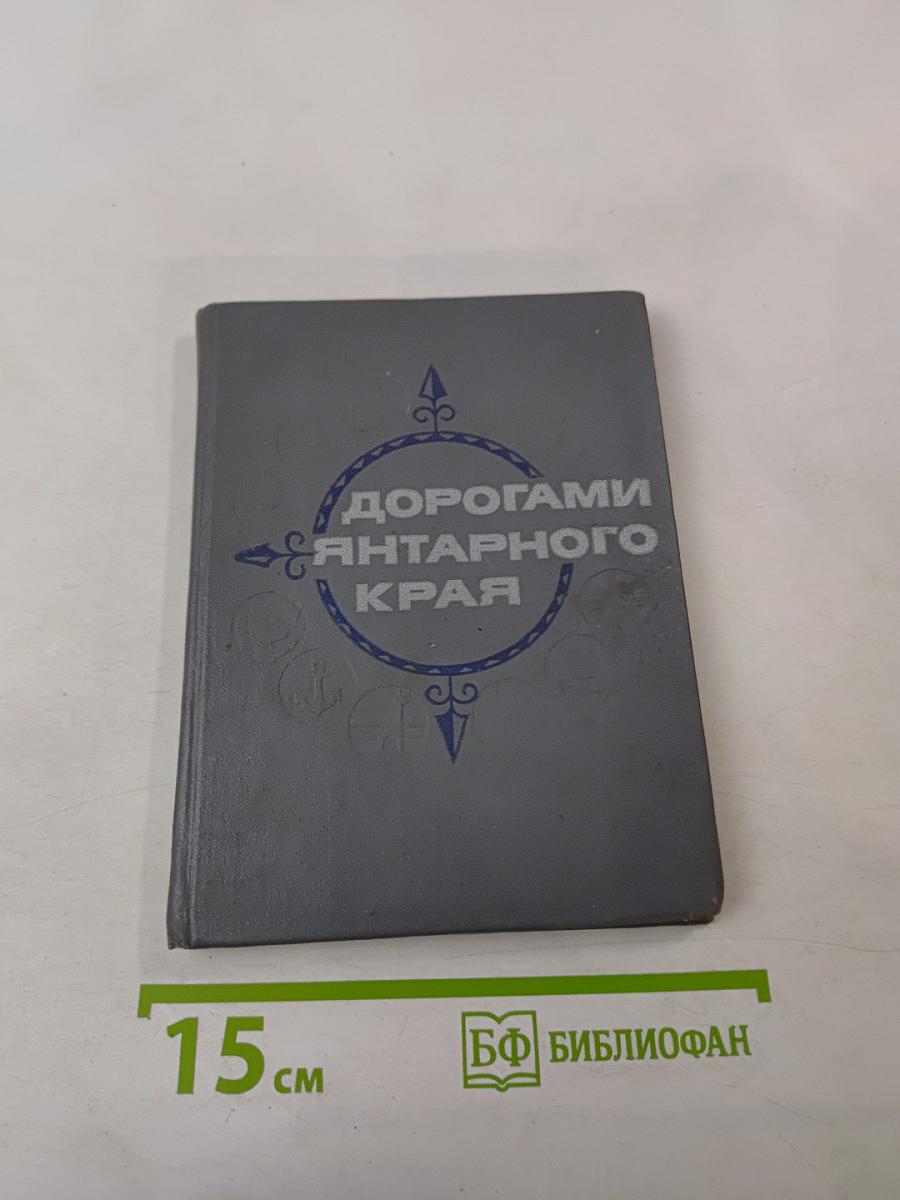 ДОРОГАМИ
ЯНТАРНОГО
КРАЯ
15 см
БФ БИБЛИОФАН